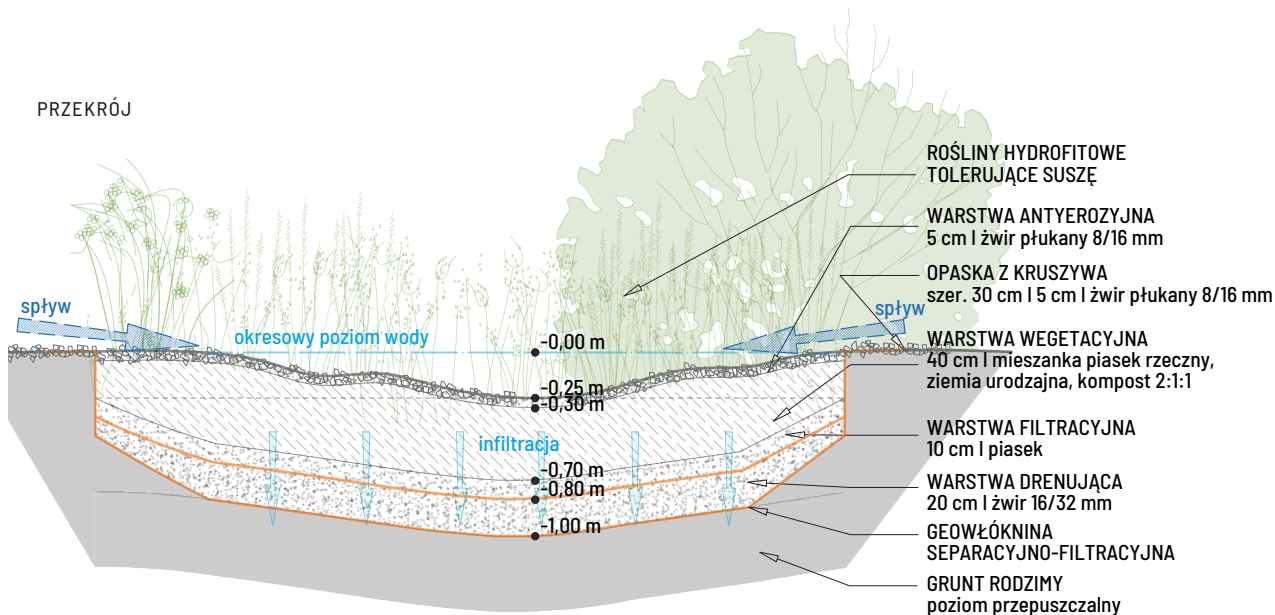 PRZEKRÓJ
spływ
okresowy poziom wody
spływ
-0,00 m
-0,25 m
-0,30 m
infiltracja
-0,70 m
-0,80 m
-1,00 m
ROŚLINY HYDROFITOWE
TOLERUJĄCE SUSZĘ
WARSTWA ANTYEROZYJNA
5 cm I żwir płukany 8/16 mm
OPASKA Z KRUSZYWA
szer. 30 cm I 5 cm I żwir płukany 8/16 mm
WARSTWA WEGETACYJNA
40 cm I mieszanka piasek rzeczny,
ziemia urodzajna, kompost 2:1:1
WARSTWA FILTRACYJNA
10 cm I piasek
WARSTWA DRENUJĄCA
20 cm I żwir 16/32 mm
GEOWŁÓKNINA
SEPARACYJNO-FILTRACYJNA
GRUNT RODZIMY
poziom przepuszczalny